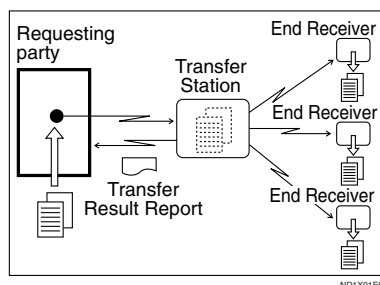 Requesting
party
Transfer
Station
End Receiver
End Receiver
End Receiver
Transfer
Result Report